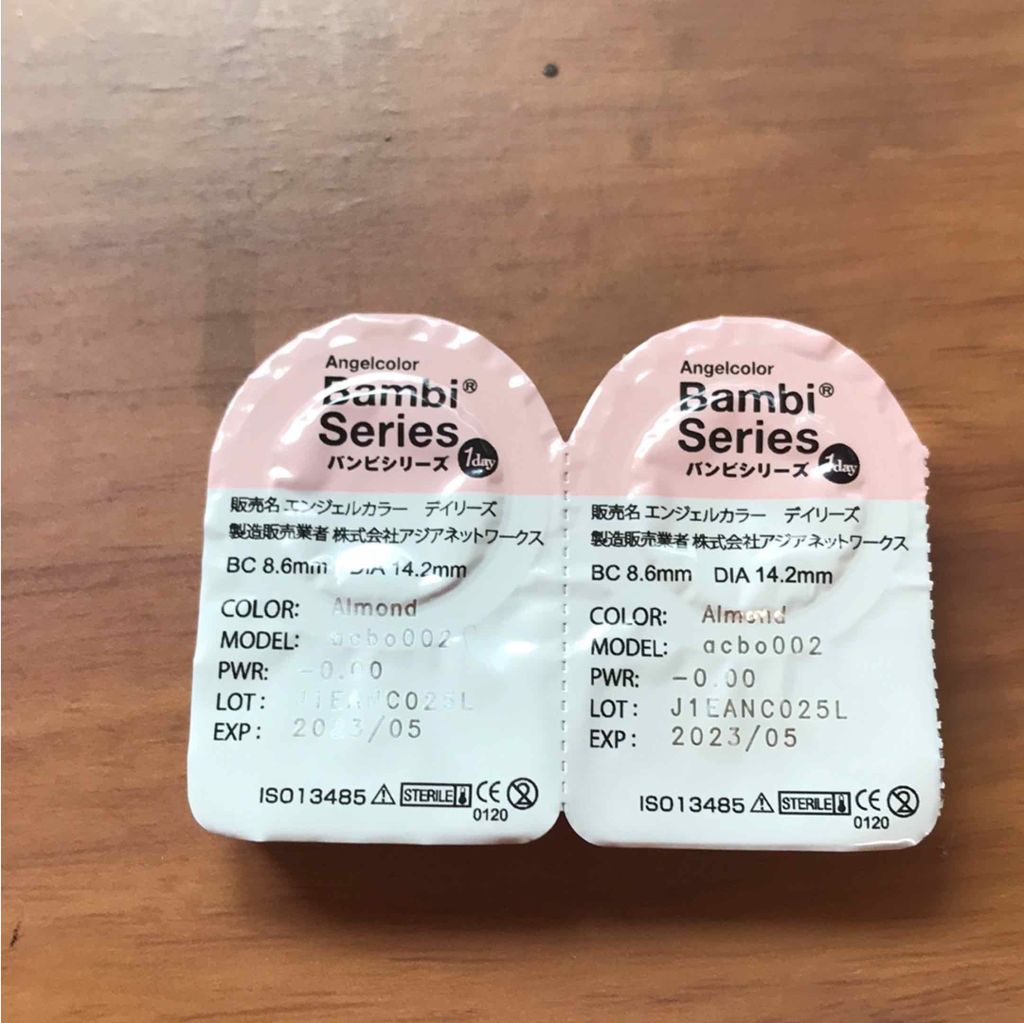 Angelcolor
Bambi®
Series
バンビシリーズ 1day
販売名 エンジェルカラー デイリーズ
製造販売業者 株式会社アジアネットワークス
BC 8.6mm DIA 14.2mm
COLOR: Almond
MODEL: acbo002
PWR: -0.00
LOT: J1EANC025L
EXP: 2023/05
ISO13485 STERILE CE
0120
Angelcolor
Bambi®
Series
バンビシリーズ 1day
販売名 エンジェルカラー デイリーズ
製造販売業者 株式会社アジアネットワークス
BC 8.6mm DIA 14.2mm
COLOR: Almond
MODEL: acbo002
PWR: -0.00
LOT: J1EANC025L
EXP: 2023/05
ISO13485 STERILE CE
0120